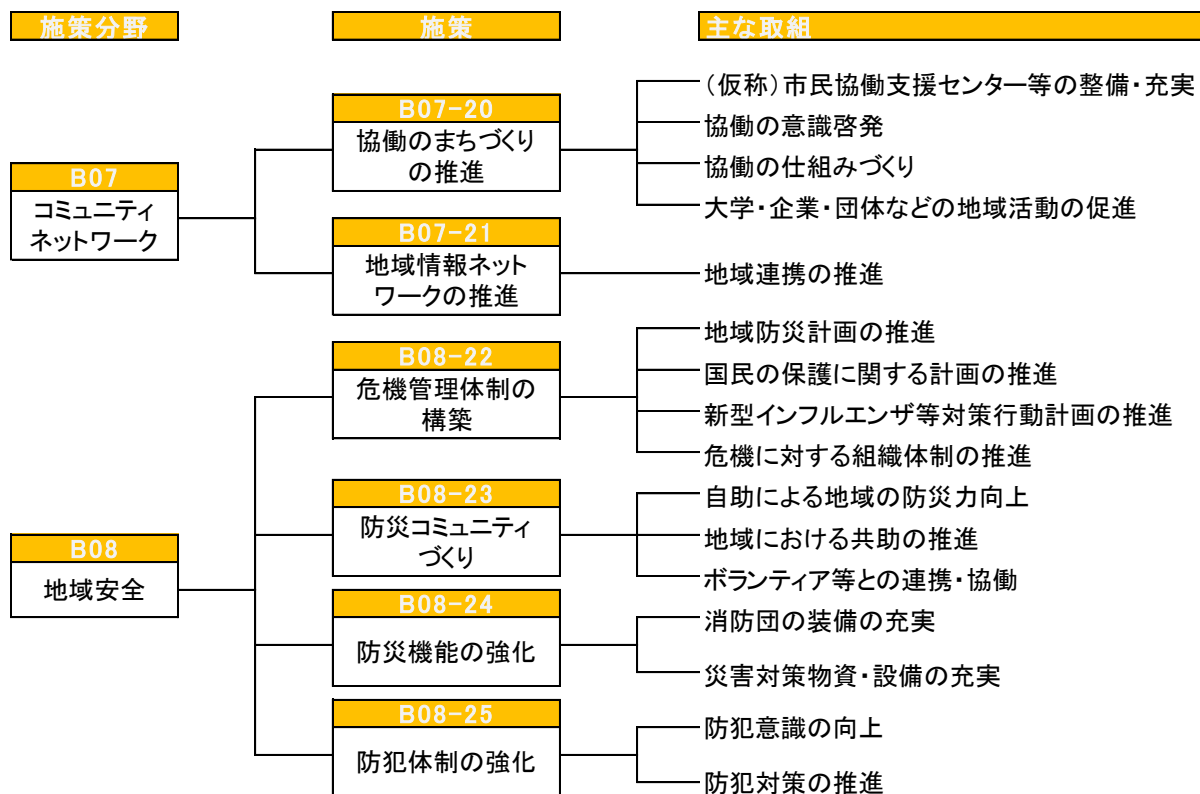 施策分野
施策
主な取組
B07
コミュニティ
ネットワーク
B07-20
協働のまちづくり
の推進
(仮称)市民協働支援センター等の整備・充実
協働の意識啓発
協働の仕組みづくり
大学・企業・団体などの地域活動の促進
B07-21
地域情報ネット
ワークの推進
地域連携の推進
B08
地域安全
B08-22
危機管理体制の
構築
地域防災計画の推進
国民の保護に関する計画の推進
新型インフルエンザ等対策行動計画の推進
危機に対する組織体制の推進
B08-23
防災コミュニティ
づくり
自助による地域の防災力向上
地域における共助の推進
ボランティア等との連携・協働
B08-24
防災機能の強化
消防団の装備の充実
災害対策物資・設備の充実
B08-25
防犯体制の強化
防犯意識の向上
防犯対策の推進